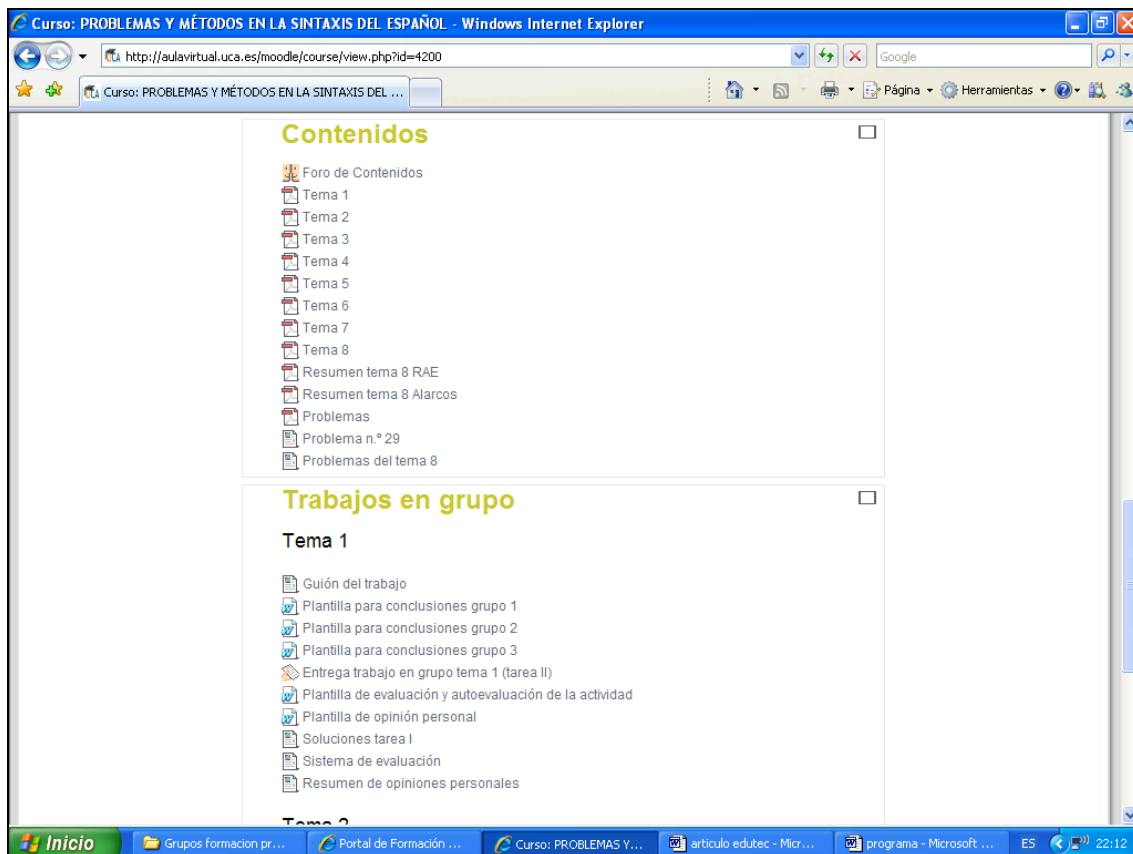 Curso: PROBLEMAS Y MÉTODOS EN LA SINTAXIS DEL ESPAÑOL - Windows Internet Explorer
http://aulavirtual.uca.es/moodle/course/view.php?id=4200
Google
Curso: PROBLEMAS Y MÉTODOS EN LA SINTAXIS DEL ...
Página
Herramientas
Contenidos
Foro de Contenidos
Tema 1
Tema 2
Tema 3
Tema 4
Tema 5
Tema 6
Tema 7
Tema 8
Resumen tema 8 RAE
Resumen tema 8 Alarcos
Problemas
Problema n.º 29
Problemas del tema 8
Trabajos en grupo
Tema 1
Guión del trabajo
Plantilla para conclusiones grupo 1
Plantilla para conclusiones grupo 2
Plantilla para conclusiones grupo 3
Entrega trabajo en grupo tema 1 (tarea II)
Plantilla de evaluación y autoevaluación de la actividad
Plantilla de opinión personal
Soluciones tarea I
Sistema de evaluación
Resumen de opiniones personales
Tema 2
Inicio
Grupos formacion pr...
Portal de Formación ...
Curso: PROBLEMAS Y...
articulo edutec - Micr...
programa - Microsoft ...
ES
22:12